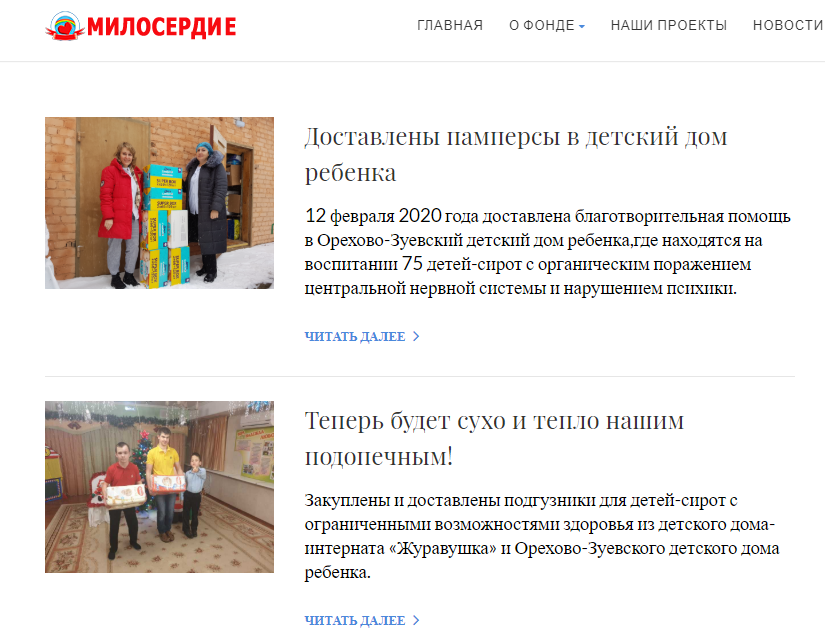 МИЛОСЕРДИЕ
ГЛАВНАЯ О ФОНДЕ НАШИ ПРОЕКТЫ НОВОСТИ
Доставлены памперсы в детский дом
ребенка
12 февраля 2020 года доставлена благотворительная помощь
в Орехово-Зуевский детский дом ребенка,где находятся на
воспитании 75 детей-сирот с органическим поражением
центральной нервной системы и нарушением психики.
ЧИТАТЬ ДАЛЕЕ
Теперь будет сухо и тепло нашим
подопечным!
Закуплены и доставлены подгузники для детей-сирот с
ограниченными возможностями здоровья из детского дома-
интерната «Журавушка» и Орехово-Зуевского детского дома
ребенка.
ЧИТАТЬ ДАЛЕЕ